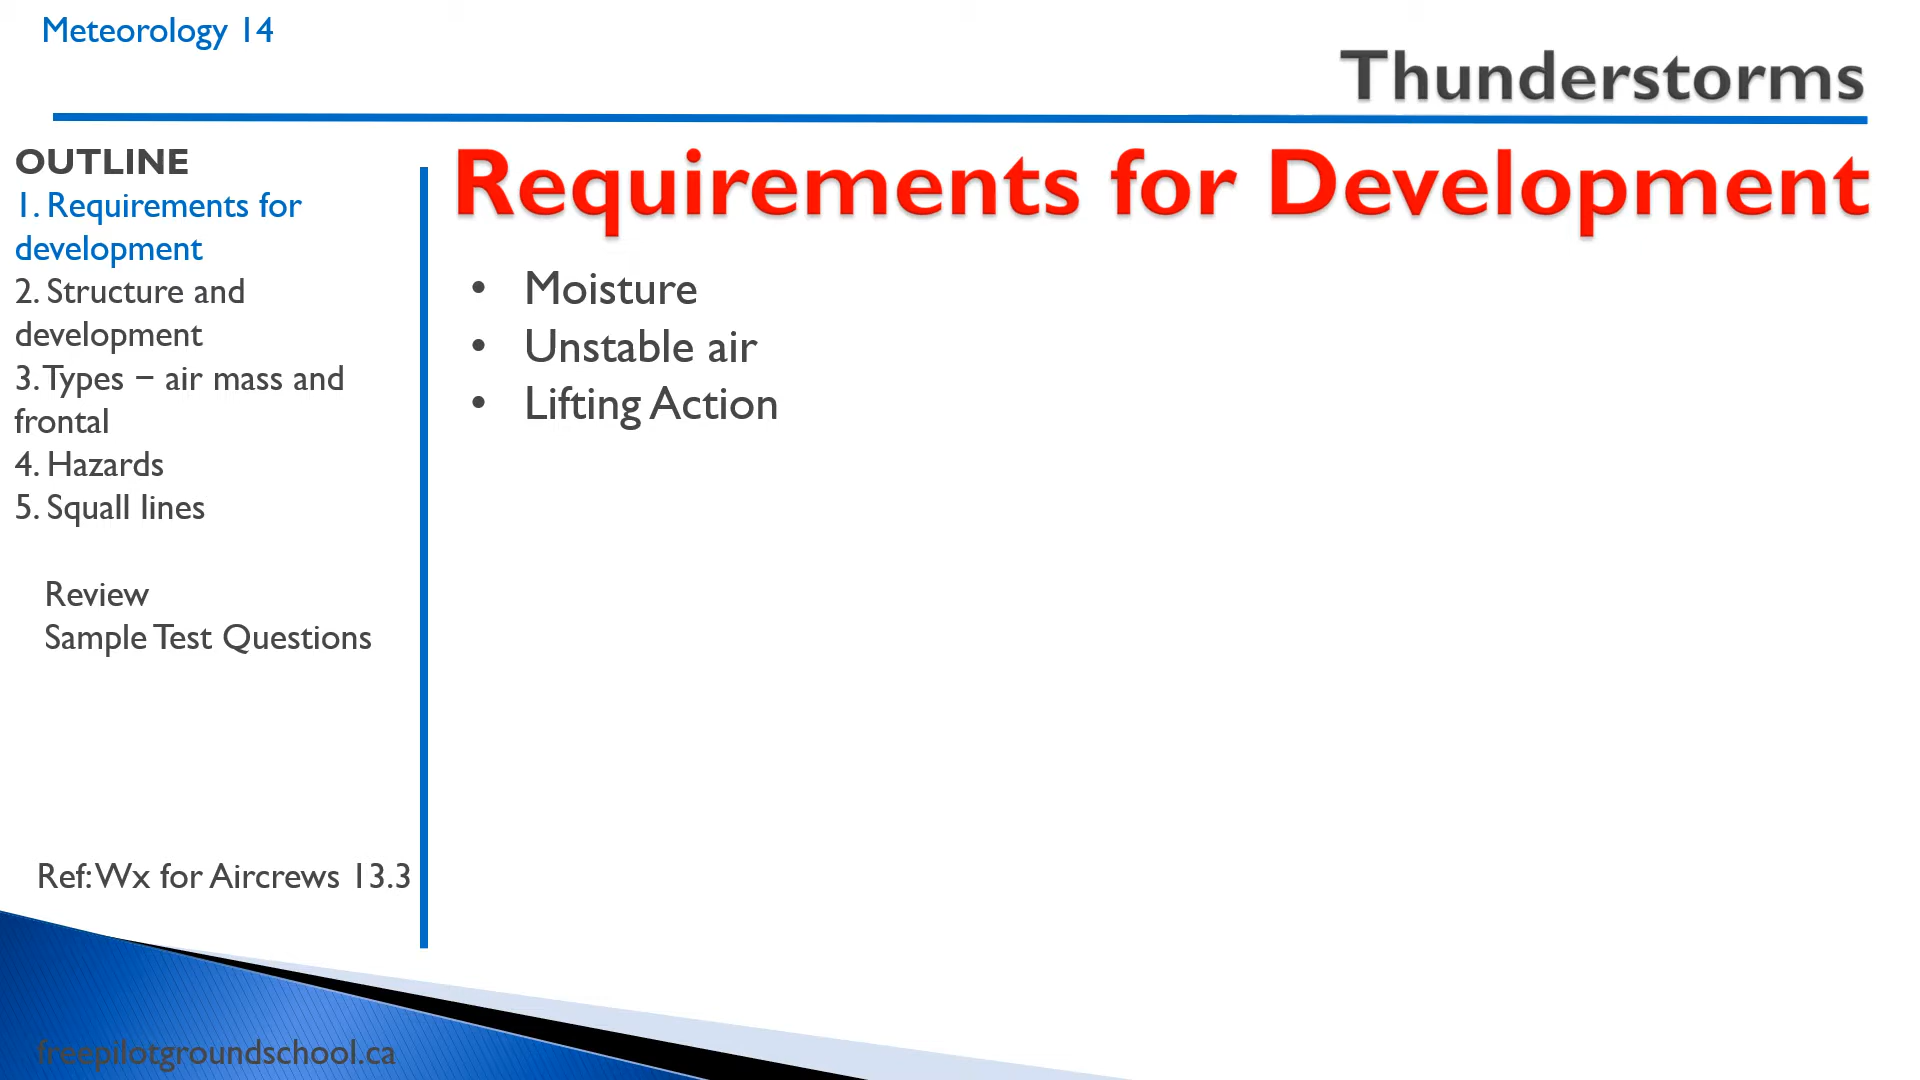 Meteorology 14
Thunderstorms
OUTLINE
1. Requirements for
development
2. Structure and
development
3. Types – air mass and
frontal
4. Hazards
5. Squall lines
Review
Sample Test Questions
Ref: Wx for Aircrews 13.3
Requirements for Development
• Moisture
• Unstable air
• Lifting Action
freepilotgroundschool.ca